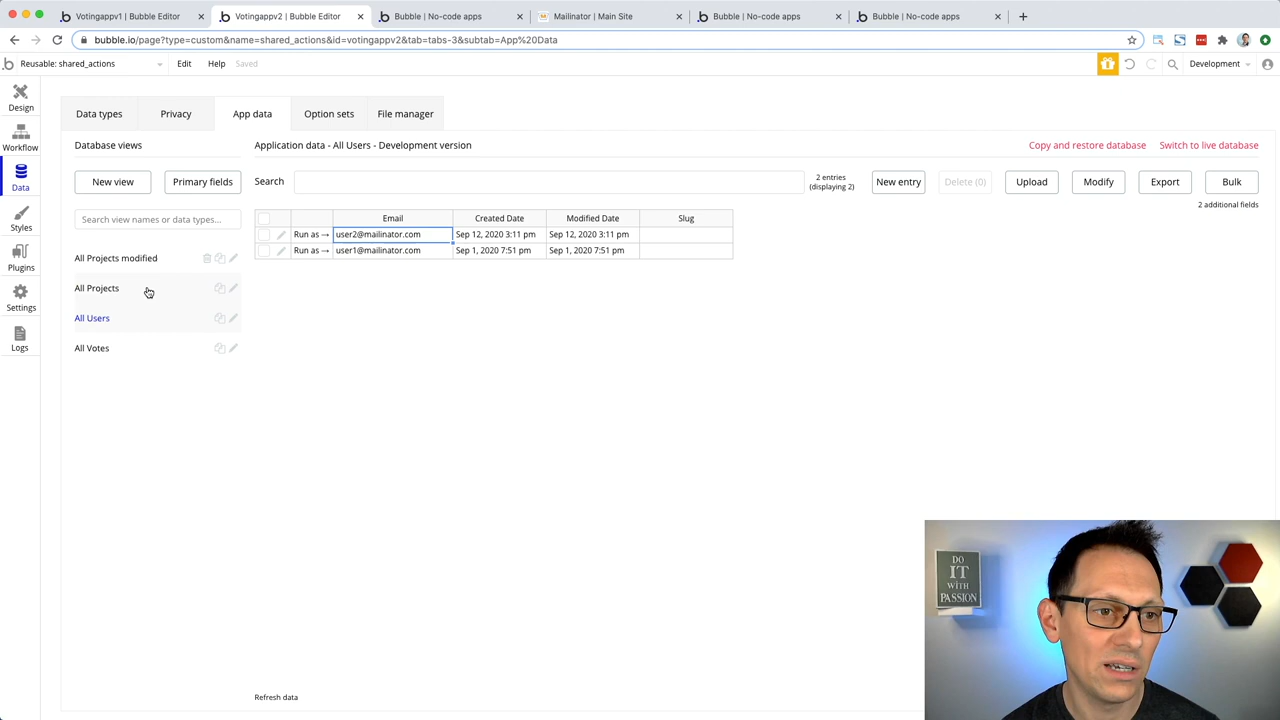 Votingappv1 | Bubble Editor
Votingappv2 | Bubble Editor
Bubble | No-code apps
Mailinator | Main Site
Bubble | No-code apps
Bubble | No-code apps
bubble.io/page?type=custom&name=shared_actions&id=votingappv2&tab=tabs-3&subtab=App%20Data
Reusable: shared_actions
Edit
Help
Saved
Development
Design
Workflow
Data
Styles
Plugins
Settings
Logs
Data types
Privacy
App data
Option sets
File manager
Database views
Application data - All Users - Development version
Copy and restore database
Switch to live database
New view
Primary fields
Search
2 entries
(displaying 2)
New entry
Delete (0)
Upload
Modify
Export
Bulk
2 additional fields
Search view names or data types...
All Projects modified
All Projects
All Users
All Votes
Email Created Date Modified Date Slug
Run as → user2@mailinator.com Sep 12, 2020 3:11 pm Sep 12, 2020 3:11 pm
Run as → user1@mailinator.com Sep 1, 2020 7:51 pm Sep 1, 2020 7:51 pm
Refresh data
DO
IT
WITH
PASSION